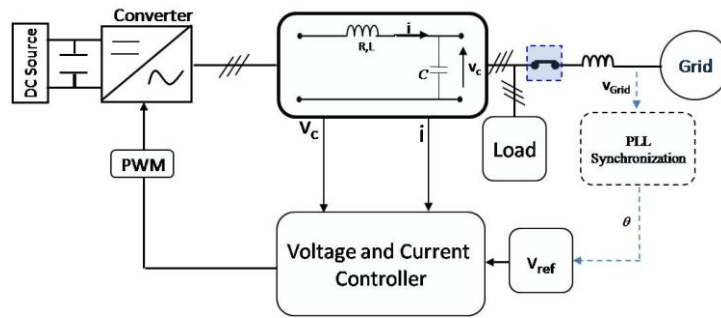 Converter
DC Source
R,L
i
C
v_c
Grid
v_Grid
V_C
i
Load
PLL
Synchronization
PWM
θ
Voltage and Current
Controller
V_ref